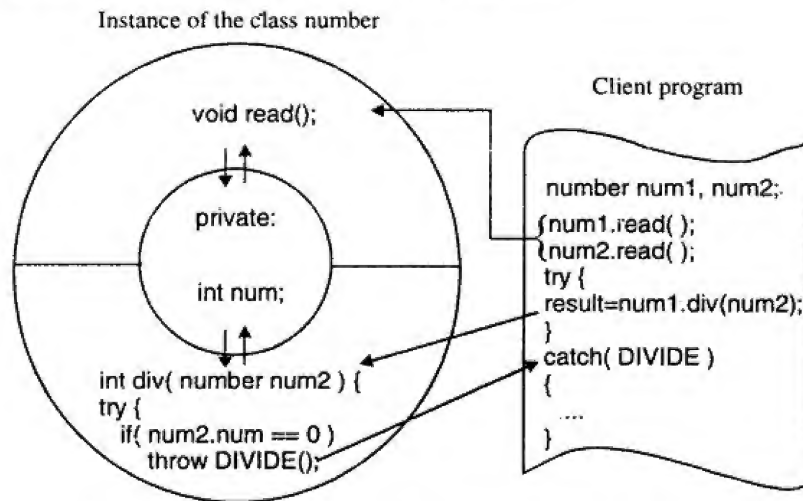 Instance of the class number
void read();
private:
int num;
int div( number num2 ) {
try {
if( num2.num == 0 )
throw DIVIDE();
Client program
number num1, num2;
{num1.read( );
{num2.read( );
try {
result=num1.div(num2);
}
catch( DIVIDE )
{
....
}